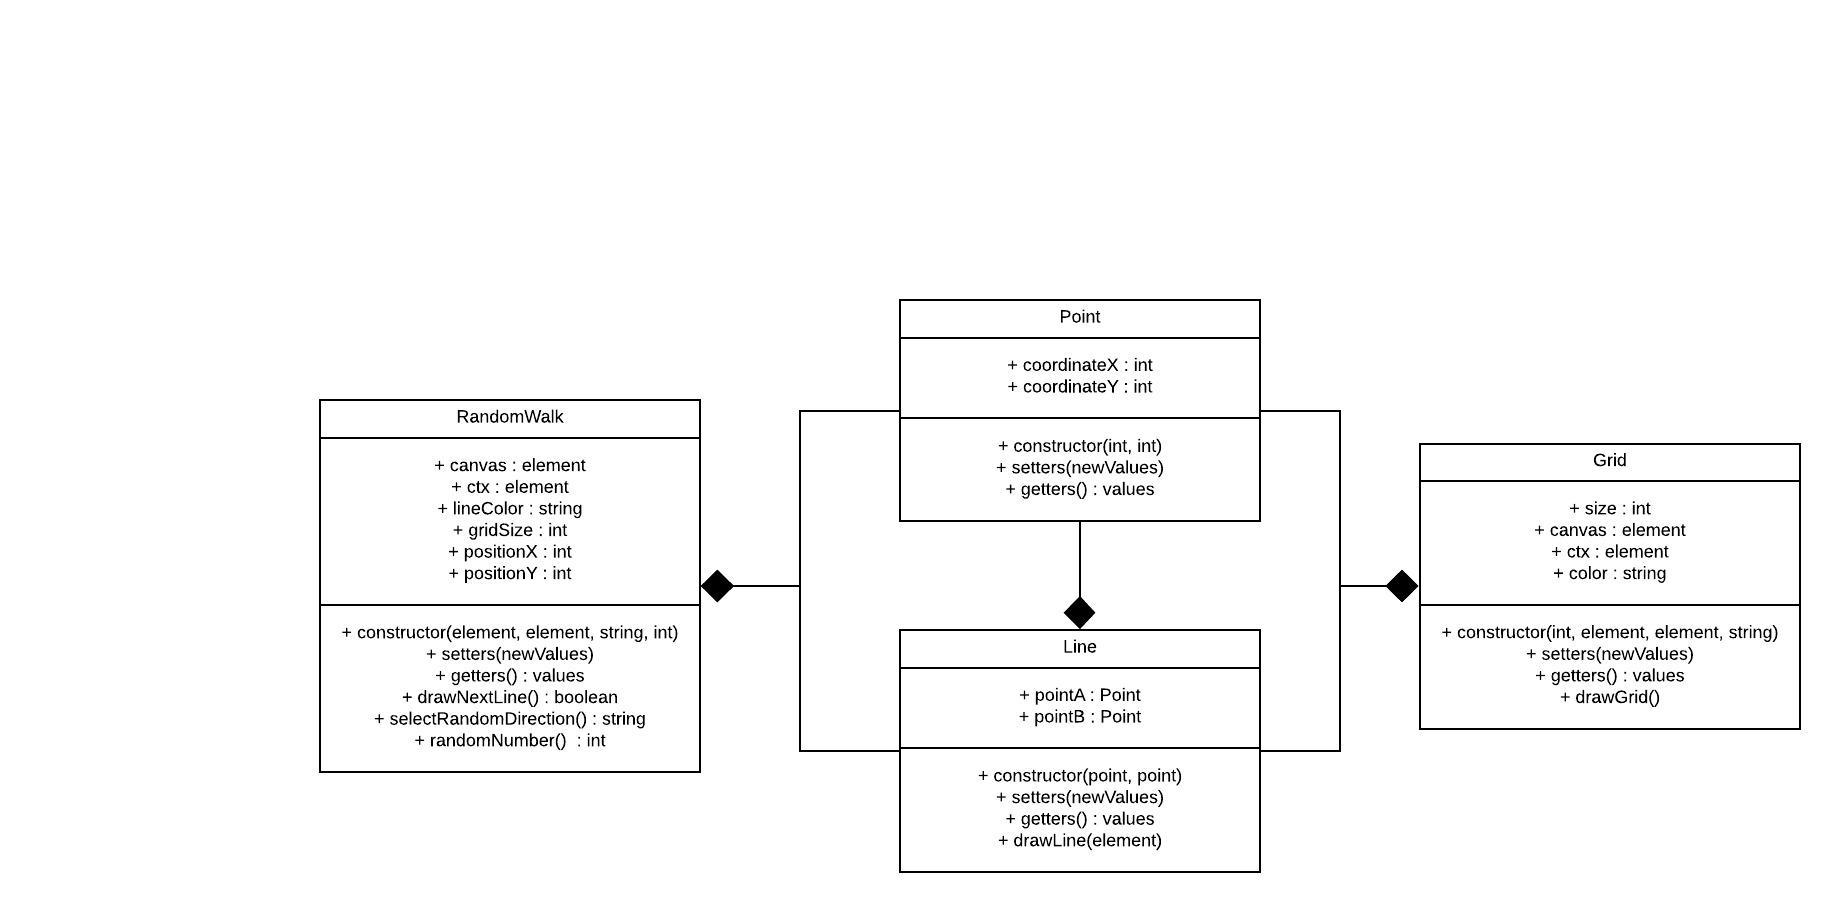 Point
+ coordinateX : int
+ coordinateY : int
+ constructor(int, int)
+ setters(newValues)
+ getters() : values
RandomWalk
+ canvas : element
+ ctx : element
+ lineColor : string
+ gridSize : int
+ positionX : int
+ positionY : int
+ constructor(element, element, string, int)
+ setters(newValues)
+ getters() : values
+ drawNextLine() : boolean
+ selectRandomDirection() : string
+ randomNumber()  : int
Line
+ pointA : Point
+ pointB : Point
+ constructor(point, point)
+ setters(newValues)
+ getters() : values
+ drawLine(element)
Grid
+ size : int
+ canvas : element
+ ctx : element
+ color : string
+ constructor(int, element, element, string)
+ setters(newValues)
+ getters() : values
+ drawGrid()